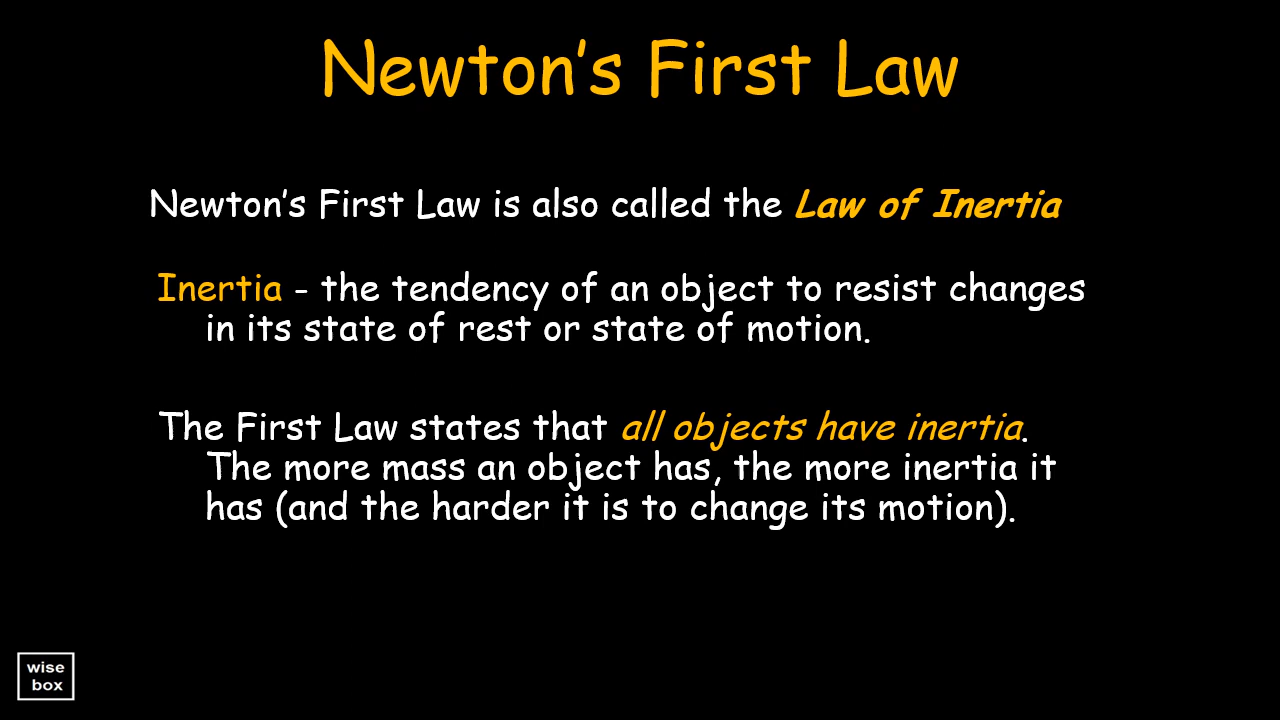 Newton’s First Law
Newton’s First Law is also called the Law of Inertia
Inertia - the tendency of an object to resist changes
in its state of rest or state of motion.
The First Law states that all objects have inertia.
The more mass an object has, the more inertia it
has (and the harder it is to change its motion).
wise
box